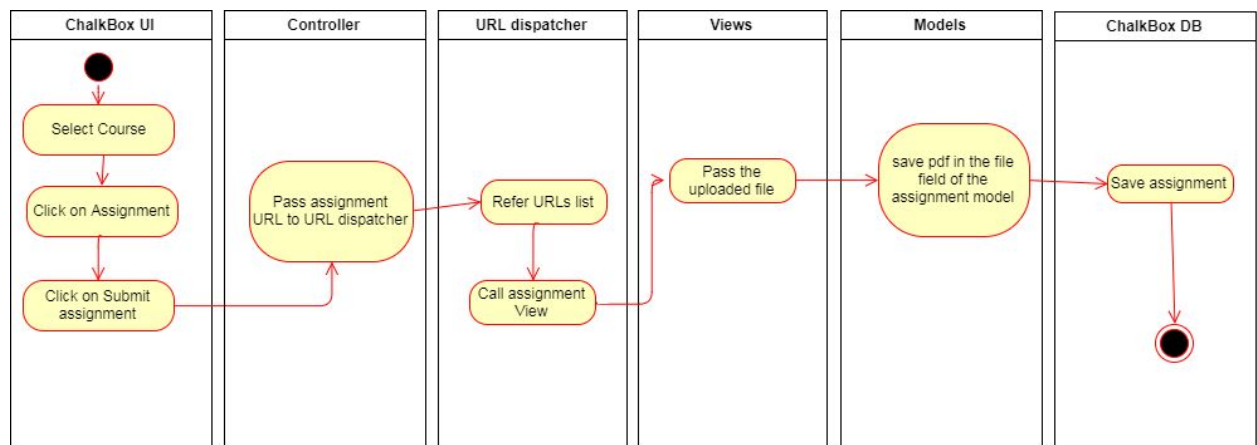 ChalkBox UI
Controller
URL dispatcher
Views
Models
ChalkBox DB
Select Course
Click on Assignment
Click on Submit
assignment
Pass assignment
URL to URL dispatcher
Refer URLs list
Call assignment
View
Pass the
uploaded file
save pdf in the file
field of the
assignment model
Save assignment